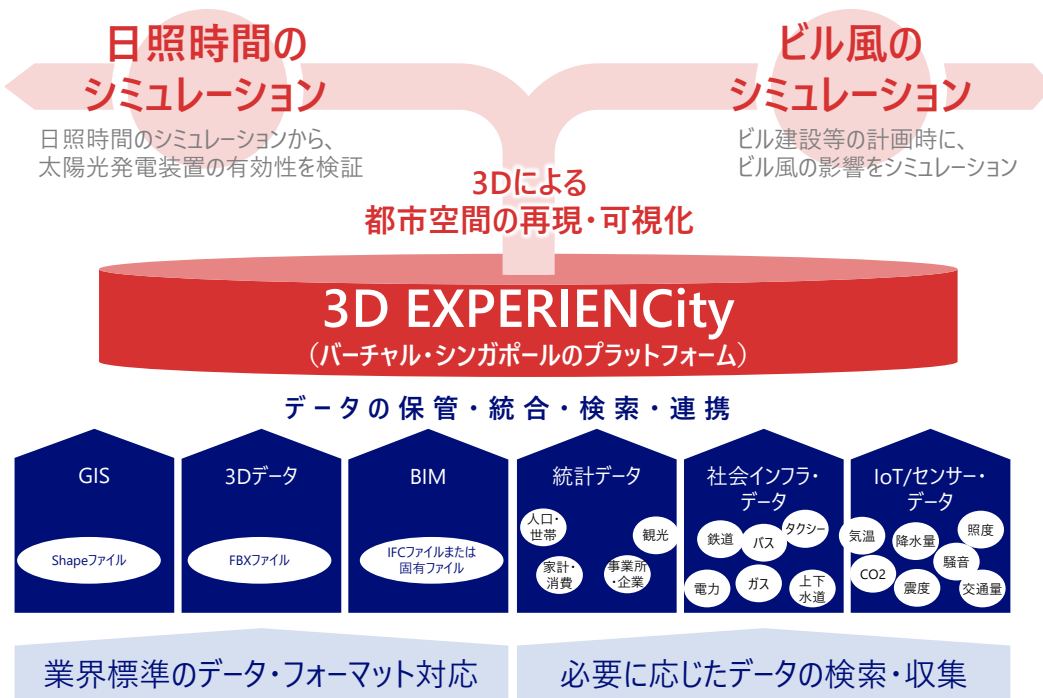 日照時間の
シミュレーション
日照時間のシミュレーションから、
太陽光発電装置の有効性を検証
ビル風の
シミュレーション
ビル建設等の計画時に、
ビル風の影響をシミュレーション
3Dによる
都市空間の再現・可視化
3D EXPERIENCity
（バーチャル・シンガポールのプラットフォーム）
データの保管・統合・検索・連携
GIS
Shapeファイル
3Dデータ
FBXファイル
BIM
IFCファイルまたは
固有ファイル
統計データ
人口・
世帯
観光
家計・
消費
事業所
・企業
社会インフラ・
データ
鉄道
バス
タクシー
電力
ガス
上下
水道
IoT/センサー・
データ
気温
降水量
照度
CO2
震度
騒音
交通量
業界標準のデータ・フォーマット対応
必要に応じたデータの検索・収集